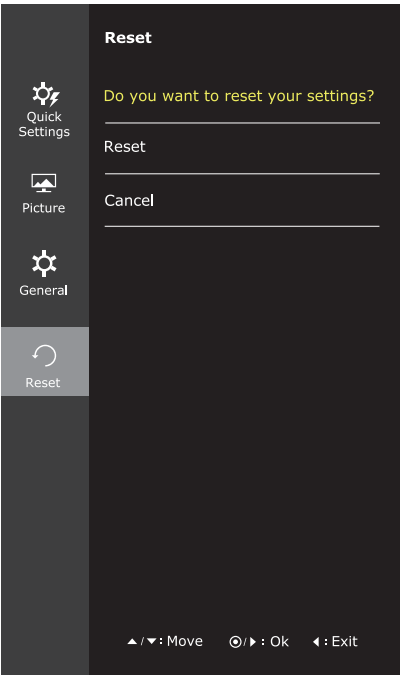 Reset
Do you want to reset your settings?
Reset
Cancel
Quick
Settings
Picture
General
Reset
▲/▼: Move ◉/▶: Ok ◀: Exit